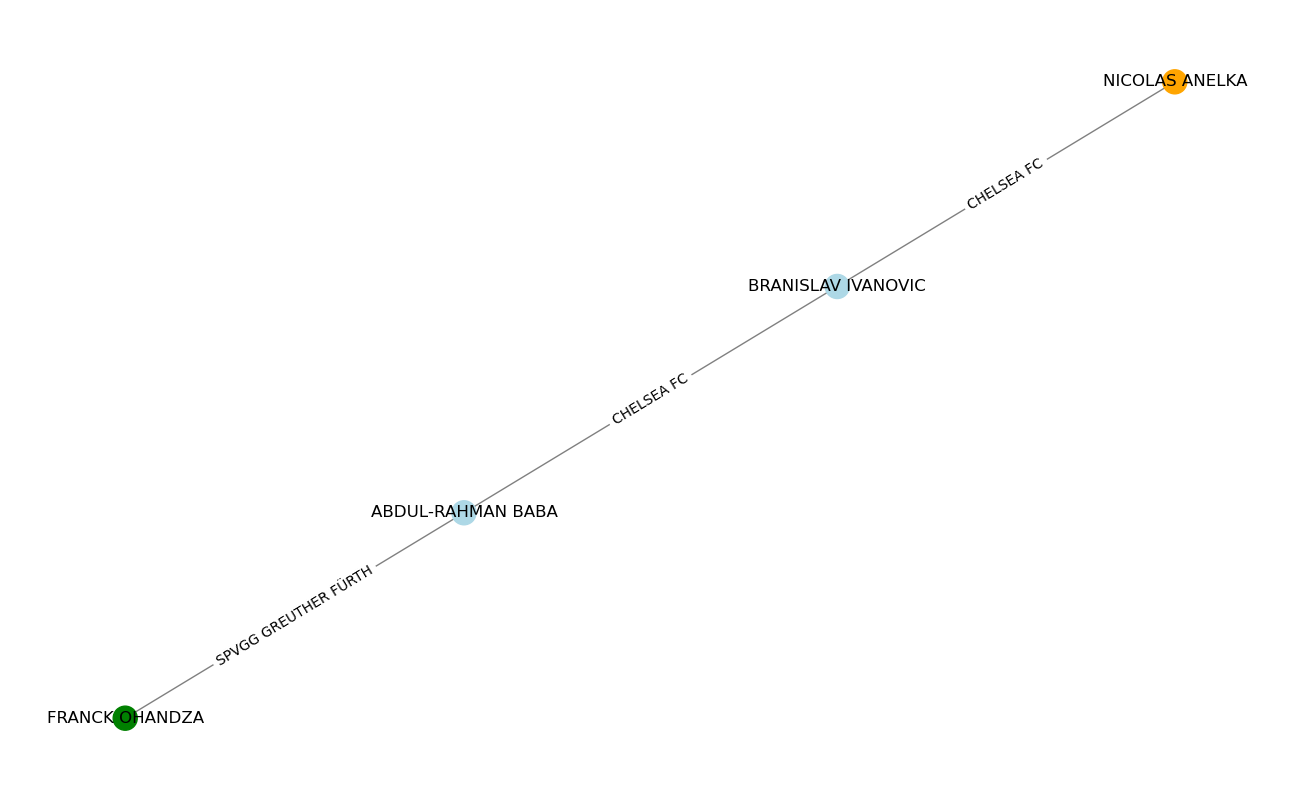 NICOLAS ANELKA
CHELSEA FC
BRANISLAV IVANOVIC
CHELSEA FC
ABDUL-RAHMAN BABA
SPVGG GREUTHER FÜRTH
FRANCK OHANDZA